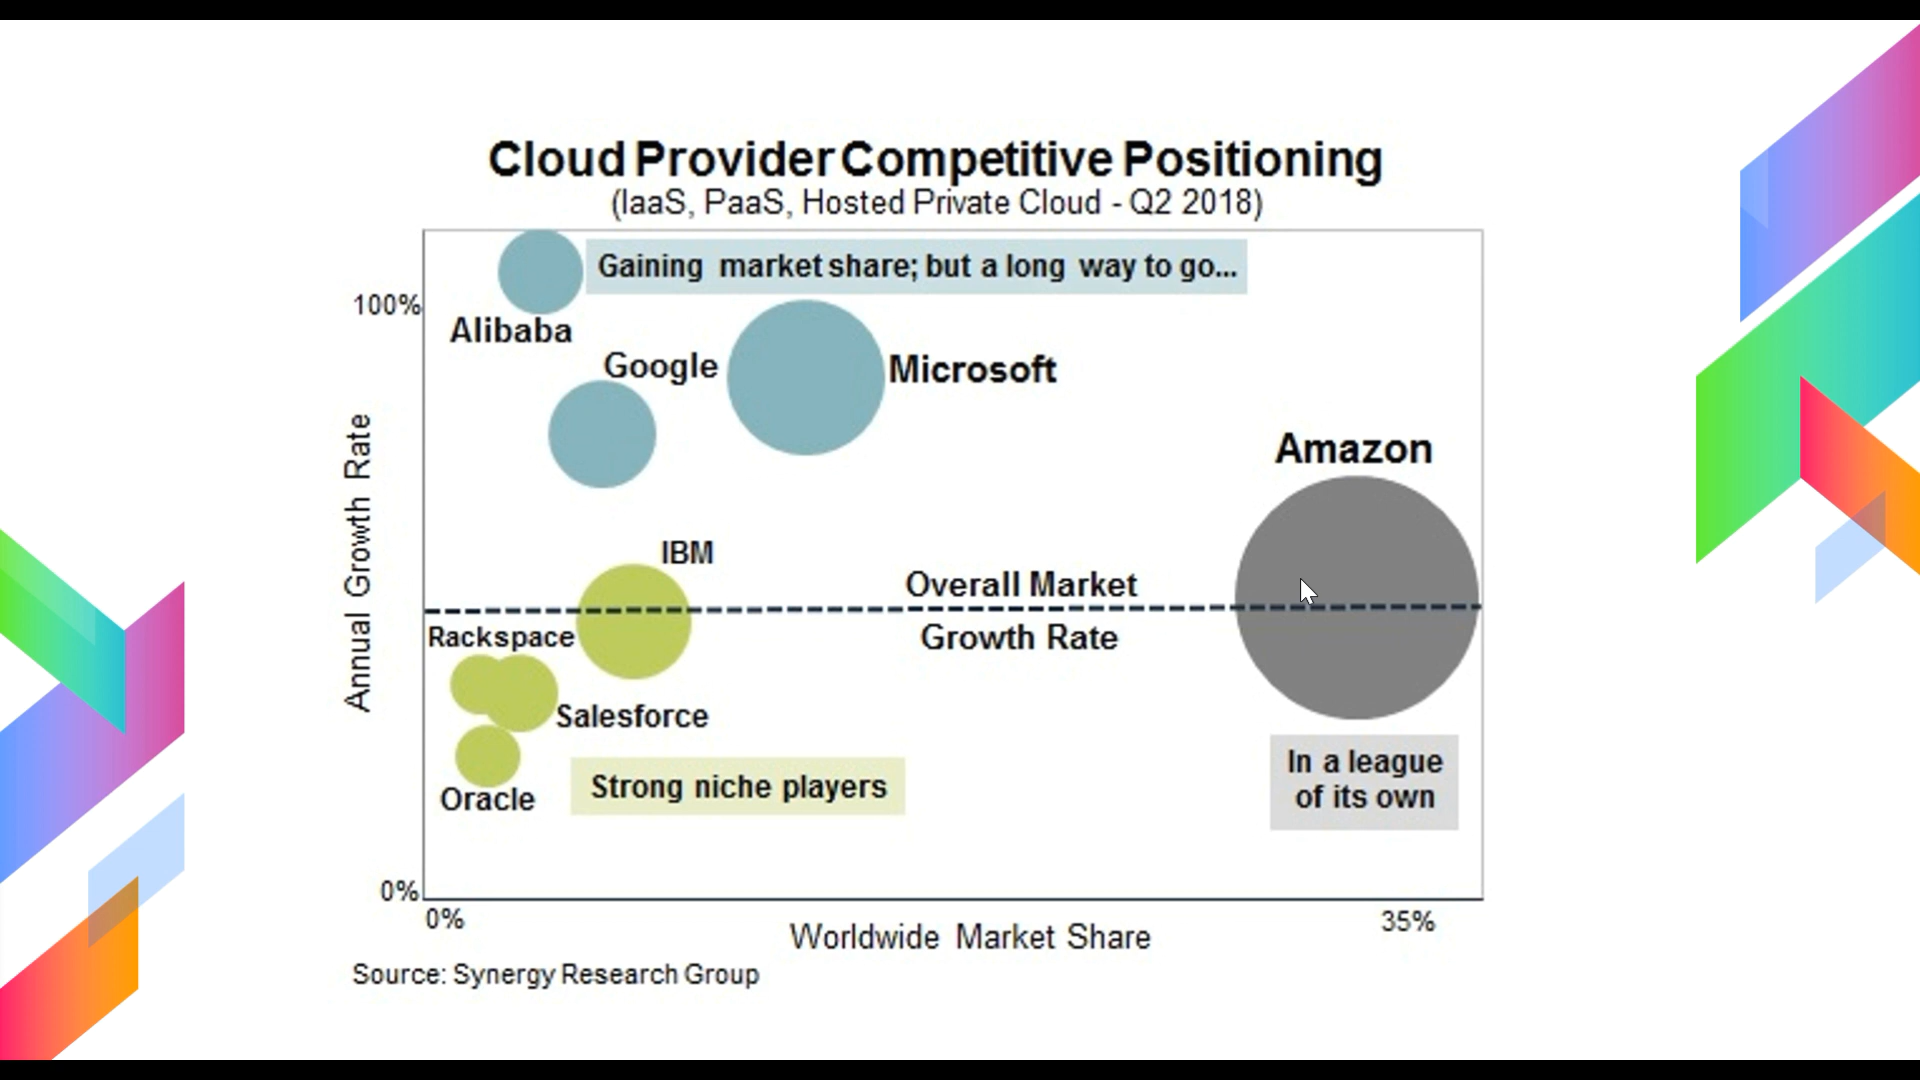 Cloud Provider Competitive Positioning
(IaaS, PaaS, Hosted Private Cloud - Q2 2018)
Gaining market share; but a long way to go...
100%
Alibaba
Google
Microsoft
Amazon
Annual Growth Rate
IBM
Overall Market
Growth Rate
Rackspace
Salesforce
In a league
of its own
Strong niche players
Oracle
0%
0%
35%
Worldwide Market Share
Source: Synergy Research Group